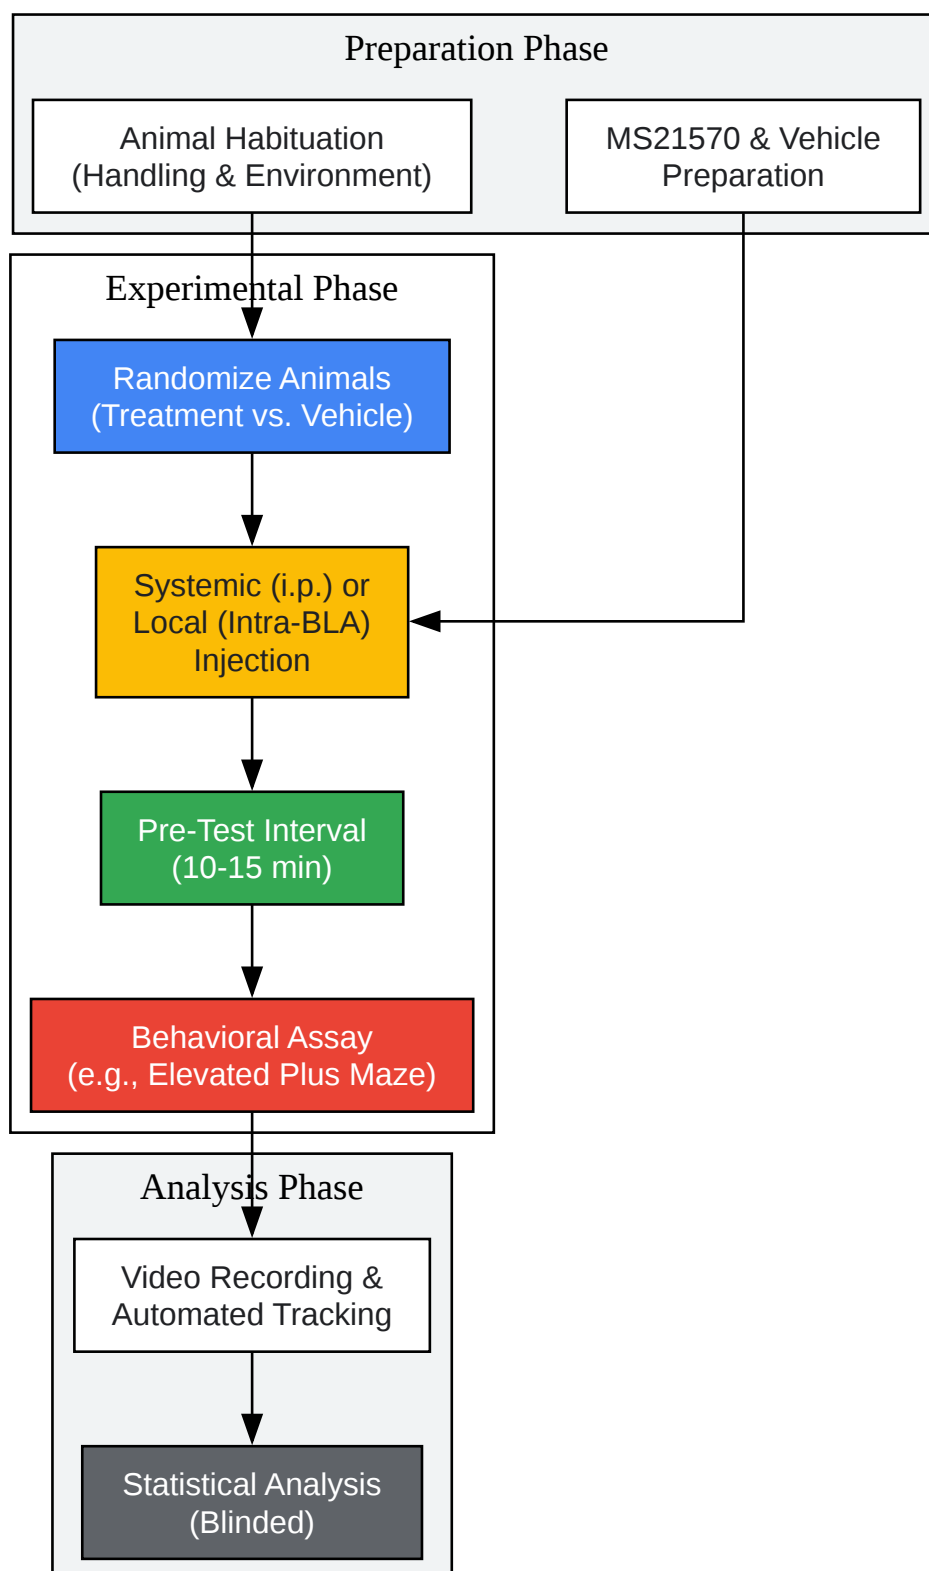 Preparation Phase
Animal Habituation
(Handling & Environment)
MS21570 & Vehicle
Preparation
Experimental Phase
Randomize Animals
(Treatment vs. Vehicle)
Systemic (i.p.) or
Local (Intra-BLA)
Injection
Pre-Test Interval
(10-15 min)
Behavioral Assay
(e.g., Elevated Plus Maze)
Analysis Phase
Video Recording &
Automated Tracking
Statistical Analysis
(Blinded)